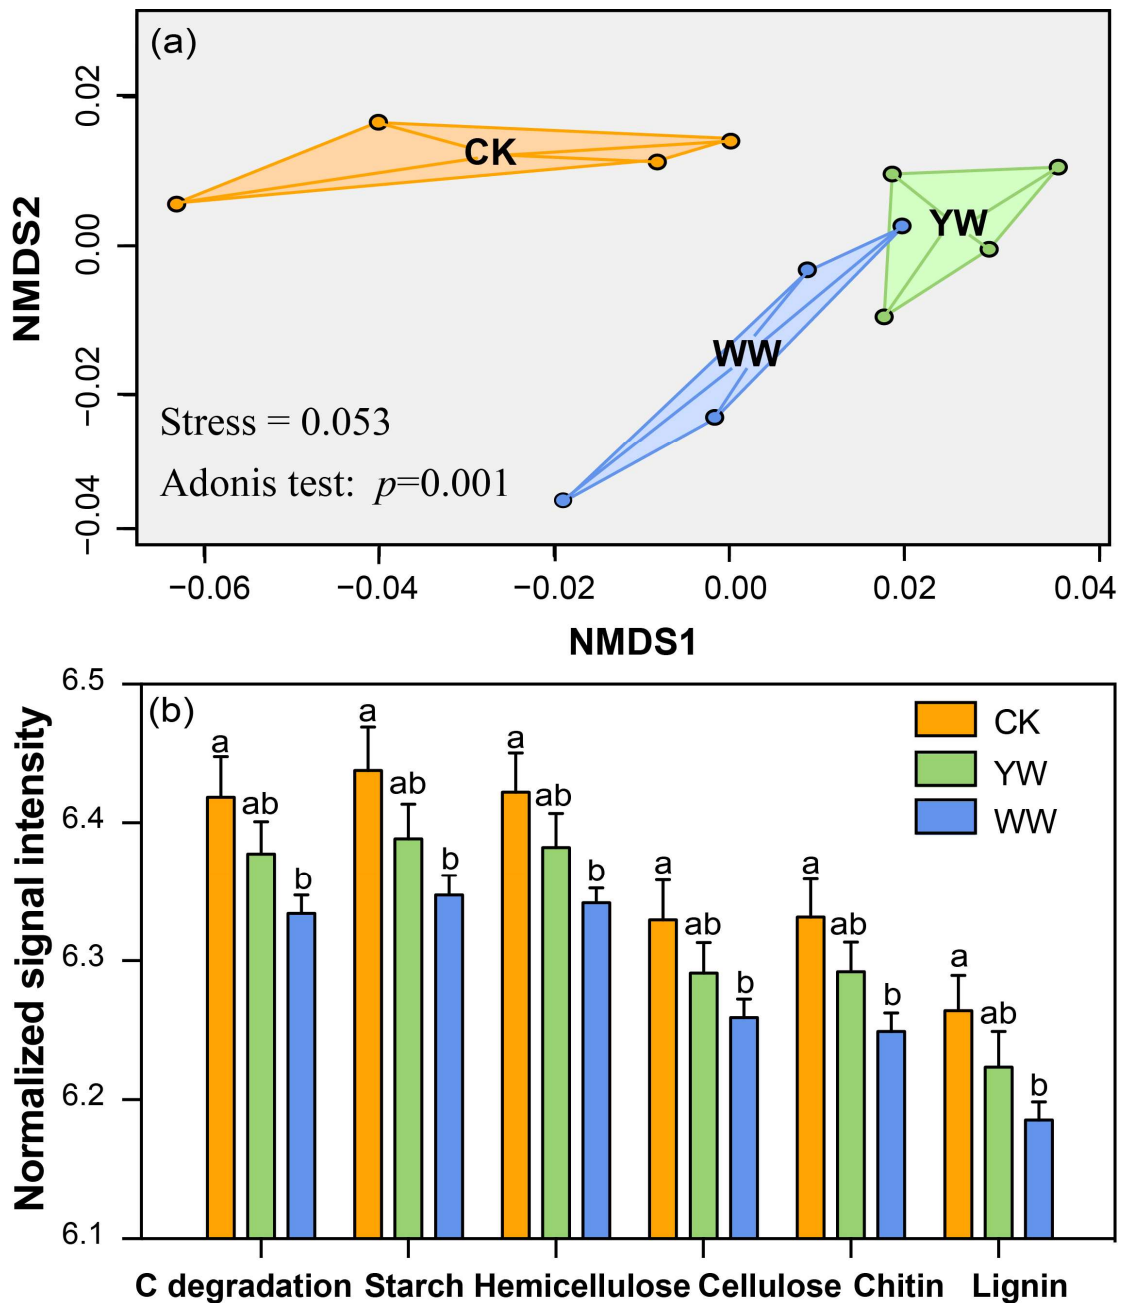 (a)
0.02
0.00
−0.02
−0.04
NMDS2
CK
YW
WW
Stress = 0.053
Adonis test: p=0.001
−0.06
−0.04
−0.02
0.00
0.02
0.04
NMDS1
(b)
6.5
6.4
6.3
6.2
6.1
Normalized signal intensity
CK
YW
WW
a
ab
b
a
ab
b
a
ab
b
a
ab
b
a
ab
b
a
ab
b
C degradation Starch Hemicellulose Cellulose Chitin Lignin